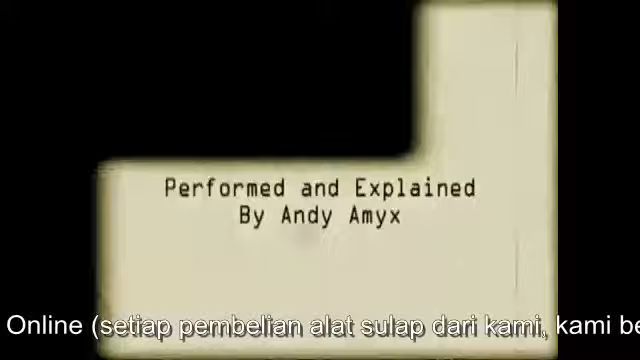 Performed and Explained
By Andy Amyx
Online (setiap pembelian alat sulap dari kami, kami be